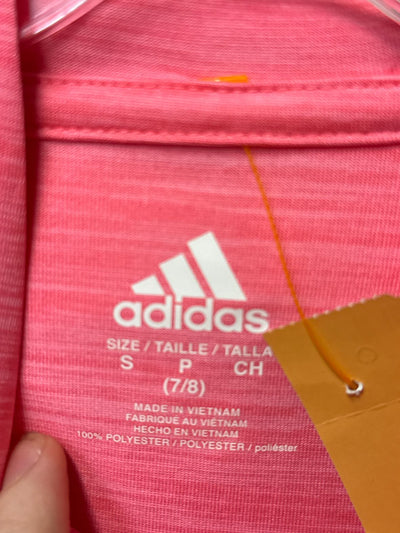 adidas
SIZE / TAILLE / TALLA
S P CH
(7/8)
MADE IN VIETNAM
FABRIQUÉ AU VIÊTNAM
HECHO EN VIETNAM
100% POLYESTER / POLYESTER / poliéster